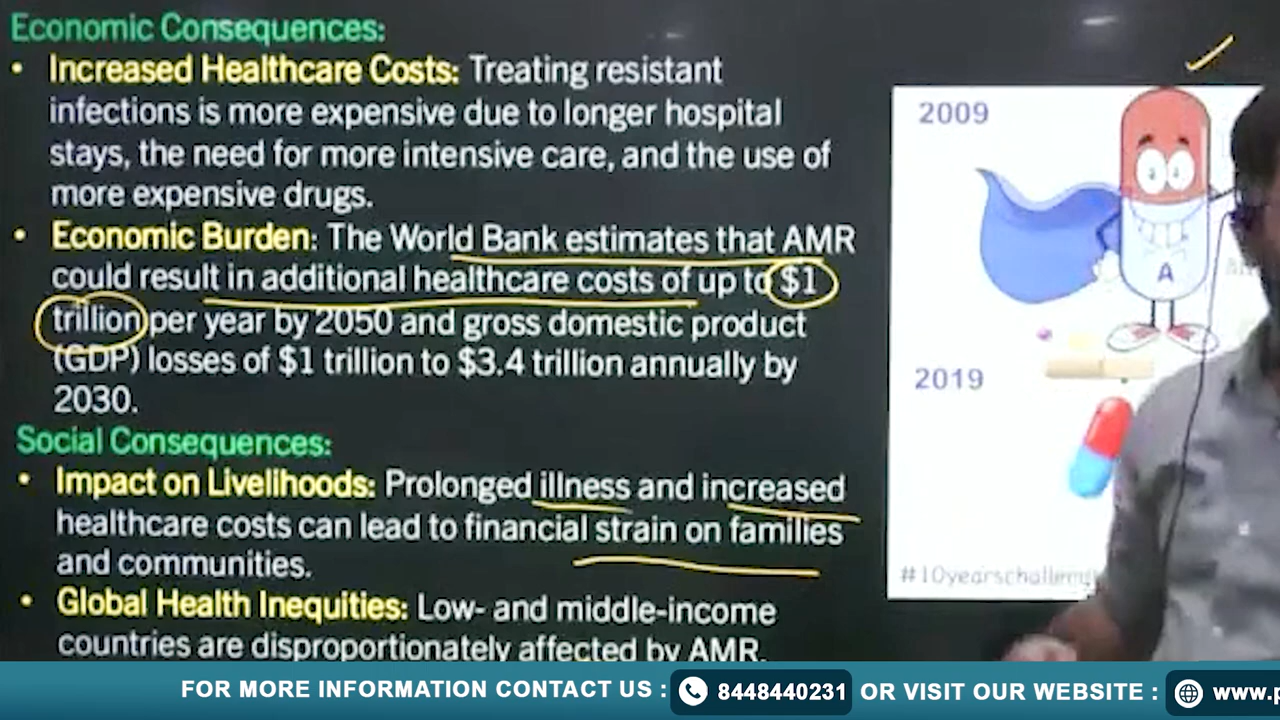 Economic Consequences:
• Increased Healthcare Costs: Treating resistant
infections is more expensive due to longer hospital
stays, the need for more intensive care, and the use of
more expensive drugs.
• Economic Burden: The World Bank estimates that AMR
could result in additional healthcare costs of up to $1
trillion per year by 2050 and gross domestic product
(GDP) losses of $1 trillion to $3.4 trillion annually by
2030.
Social Consequences:
• Impact on Livelihoods: Prolonged illness and increased
healthcare costs can lead to financial strain on families
and communities.
• Global Health Inequities: Low- and middle-income
countries are disproportionately affected by AMR.
2009
A
2019
FOR MORE INFORMATION CONTACT US : 8448440231 OR VISIT OUR WEBSITE :